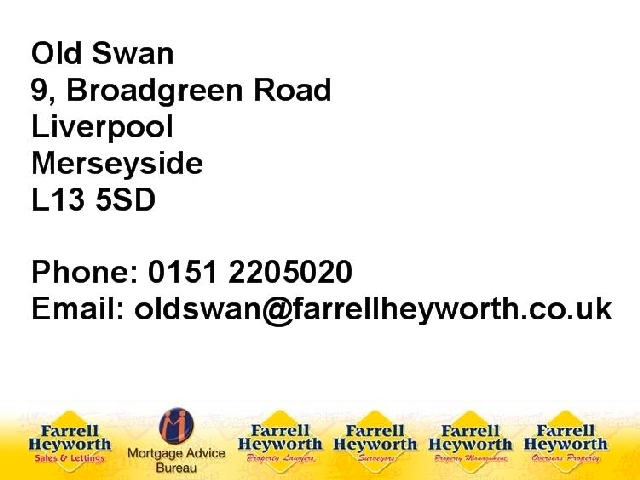 Old Swan
9, Broadgreen Road
Liverpool
Merseyside
L13 5SD
Phone: 0151 2205020
Email: oldswan@farrellheyworth.co.uk
Farrell
Heyworth
Sales & Lettings
Mortgage Advice
Bureau
Farrell
Heyworth
Property Lawyers
Farrell
Heyworth
Surveyors
Farrell
Heyworth
Property Management
Farrell
Heyworth
Overseas Property